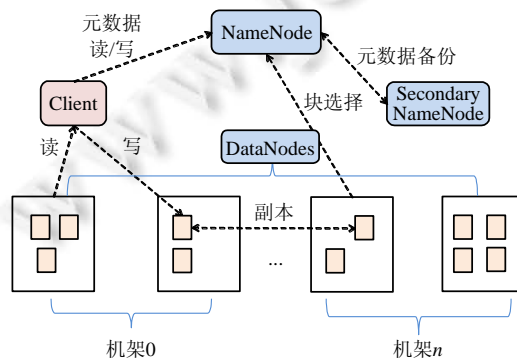 元数据
读/写
NameNode
元数据备份
Client
块选择
Secondary
NameNode
读
写
DataNodes
副本
...
机架0
机架n